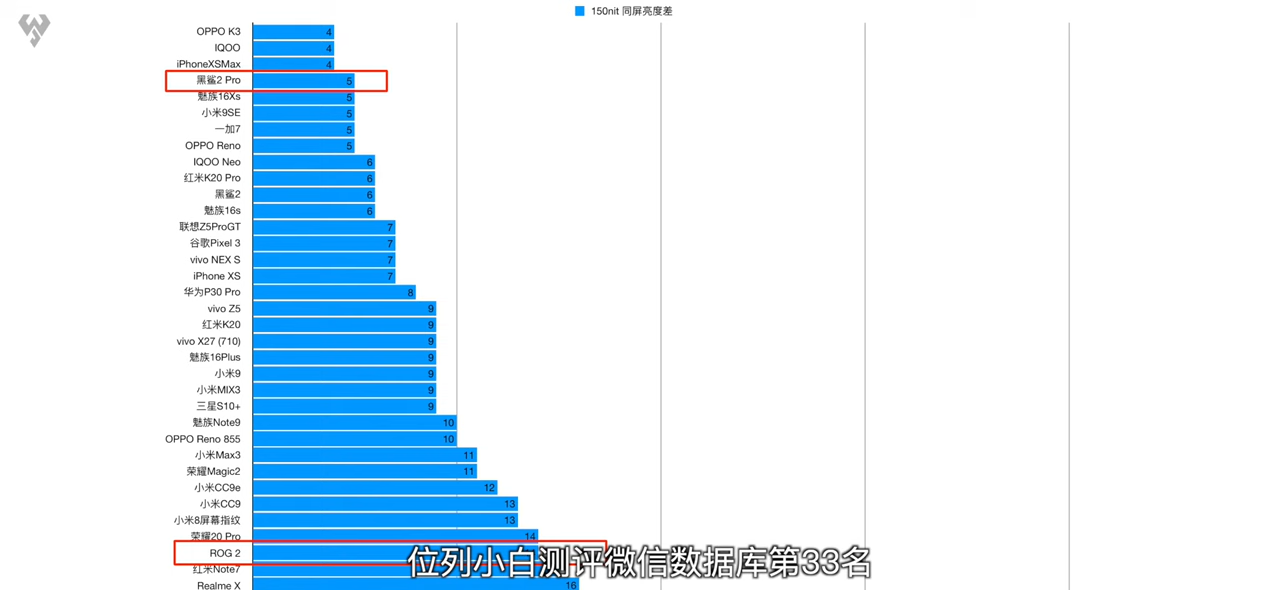 150nit 同屏亮度差
OPPO K3 4
IQOO 4
iPhoneXSMax 4
黑鲨2 Pro 5
魅族16Xs 5
小米9SE 5
一加7 5
OPPO Reno 5
IQOO Neo 6
红米K20 Pro 6
黑鲨2 6
魅族16s 6
联想Z5ProGT 7
谷歌Pixel 3 7
vivo NEX S 7
iPhone XS 7
华为P30 Pro 8
vivo Z5 9
红米K20 9
vivo X27 (710) 9
魅族16Plus 9
小米9 9
小米MIX3 9
三星S10+ 9
魅族Note9 10
OPPO Reno 855 10
小米Max3 11
荣耀Magic2 11
小米CC9e 12
小米CC9 13
小米8屏幕指纹 13
荣耀20 Pro 14
ROG 2
位列小白测评微信数据库第33名
红米Note7
Realme X 16